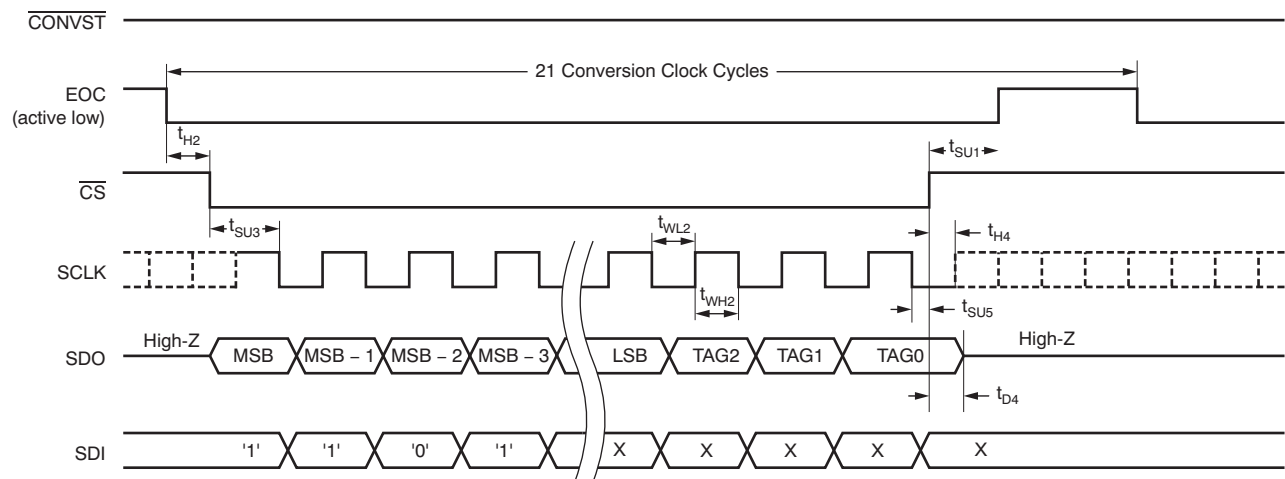 CONVST
21 Conversion Clock Cycles
EOC
(active low)
tH2
tSU1
CS
tSU3
tWL2
tH4
SCLK
tWH2
tSU5
High-Z
High-Z
SDO
MSB
MSB – 1
MSB – 2
MSB – 3
LSB
TAG2
TAG1
TAG0
tD4
SDI
'1'
'1'
'0'
'1'
X
X
X
X
X